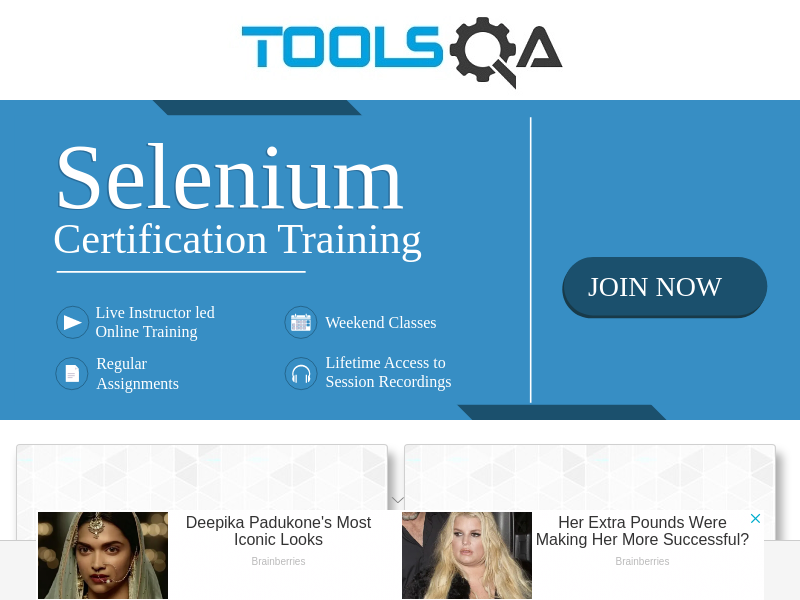 TOOLSQA
Selenium
Certification Training
JOIN NOW
Live Instructor led
Online Training
Weekend Classes
Regular
Assignments
Lifetime Access to
Session Recordings
Deepika Padukone's Most
Iconic Looks
Brainberries
Her Extra Pounds Were
Making Her More Successful?
Brainberries